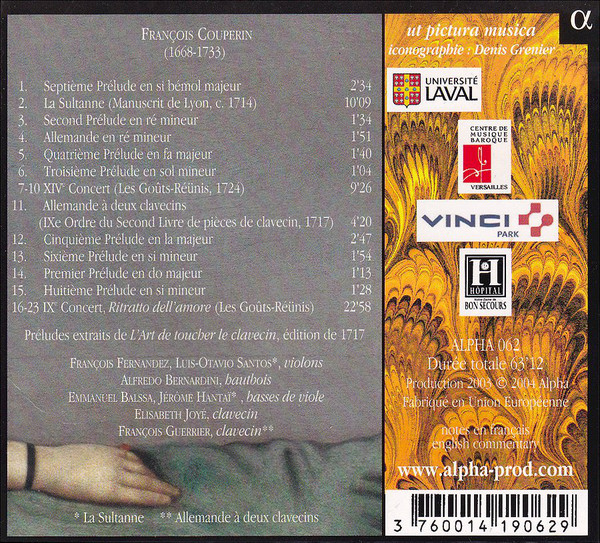 François Couperin
(1668-1733)
1. Septième Prélude en si bémol majeur 2'34
2. La Sultanne (Manuscrit de Lyon, c. 1714) 10'09
3. Second Prélude en ré mineur 1'34
4. Allemande en ré mineur 1'51
5. Quatrième Prélude en fa majeur 1'40
6. Troisième Prélude en sol mineur 1'04
7-10 XIVe Concert (Les Goûts-Réünis, 1724) 9'26
11. Allemande à deux clavecins
(IXe Ordre du Second Livre de pièces de clavecin, 1717) 4'20
12. Cinquième Prélude en la majeur 2'47
13. Sixième Prélude en si mineur 1'54
14. Premier Prélude en do majeur 1'13
15. Huitième Prélude en si mineur 1'28
16-23 IXe Concert, Ritratto dell'amore (Les Goûts-Reünis) 22'58
Préludes extraits de L'Art de toucher le clavecin, édition de 1717
François Fernandez, Luis-Otavio Santos*, violons
Alfredo Bernardini, hautbois
Emmanuel Balssa, Jérôme Hantaï*, basses de viole
Elisabeth Joyé, clavecin
François Guerrier, clavecin**
* La Sultanne ** Allemande à deux clavecins
ut pictura musica
iconographie : Denis Grenier
α
UNIVERSITÉ
LAVAL
CENTRE DE
MUSIQUE
BAROQUE
VERSAILLES
VINCI
PARK
H
HÔPITAL
Notre-Dame de
BON SECOURS
ALPHA 062
Durée totale 63'12
Production 2003 © 2004 Alpha
Fabrique en Union Européenne
notes en français
english commentary
www.alpha-prod.com
3 760014 190629